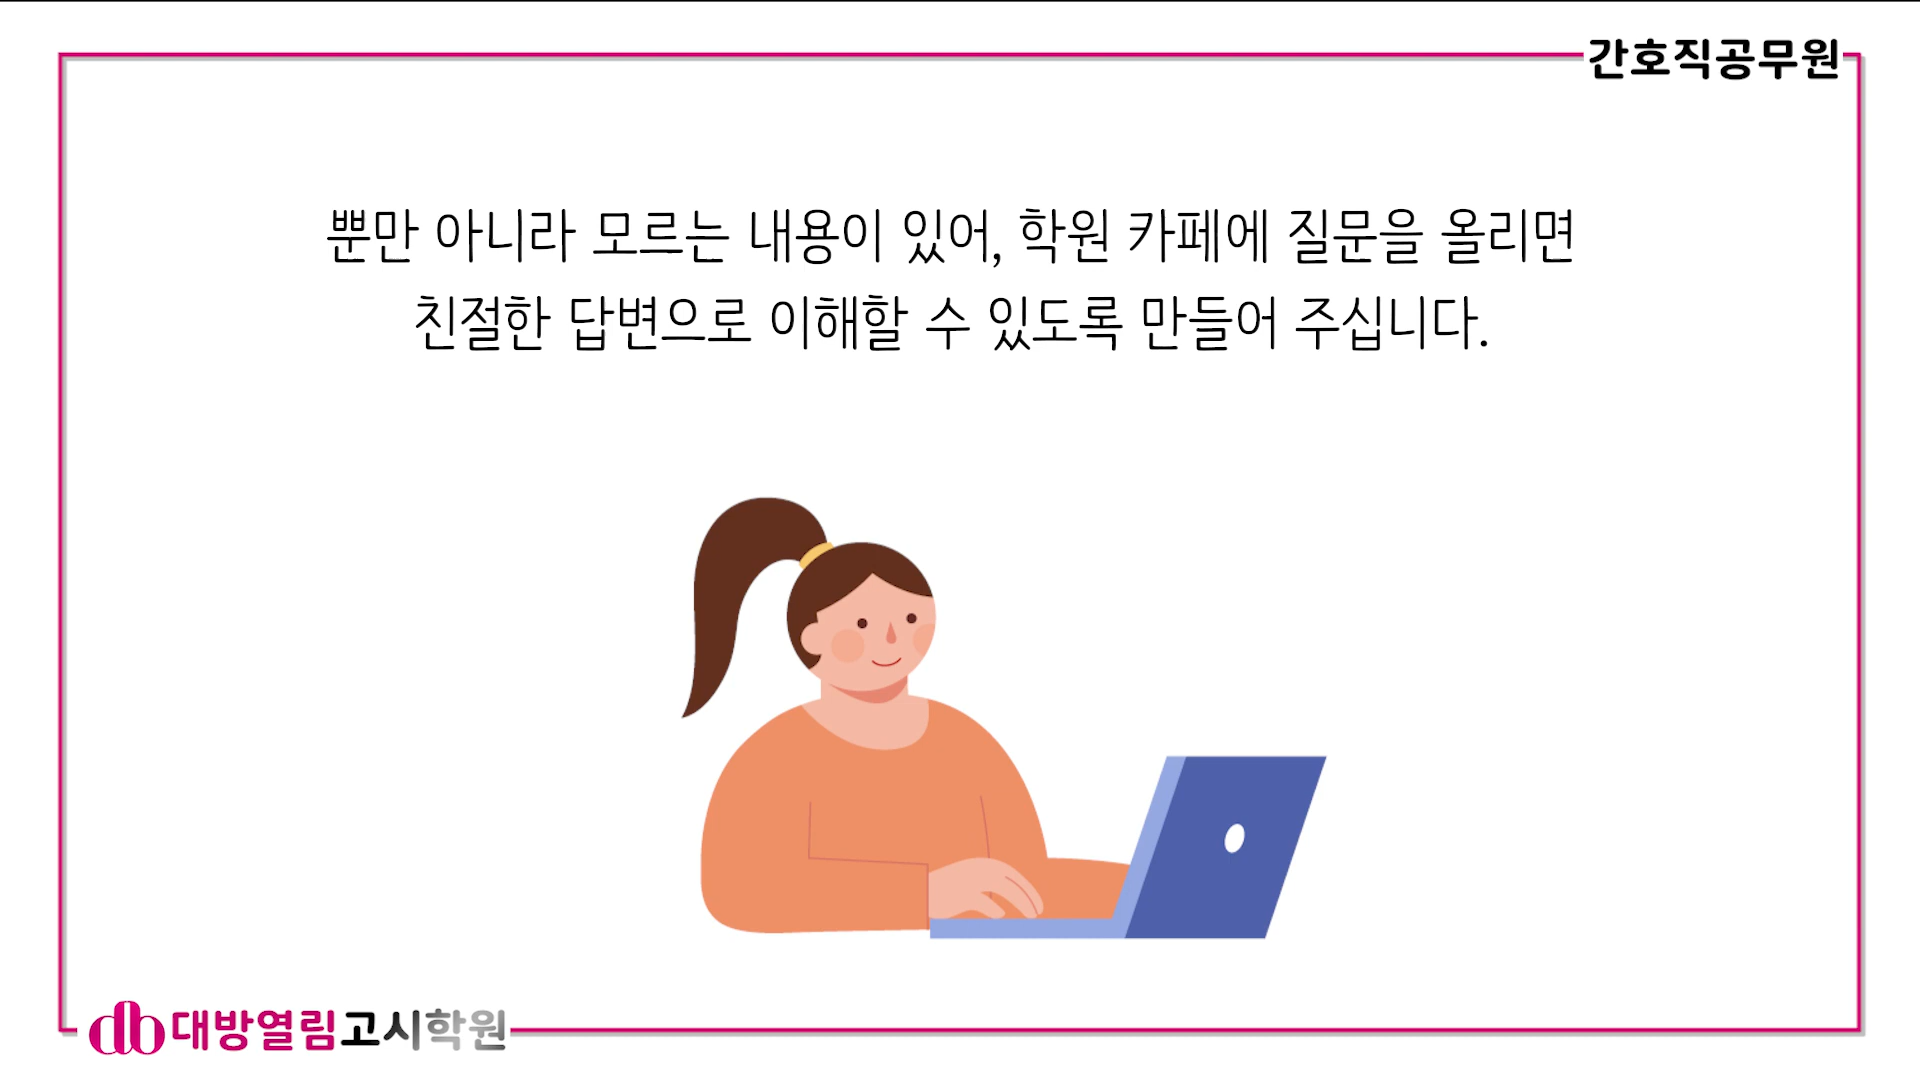 간호직공무원
뿐만 아니라 모르는 내용이 있어, 학원 카페에 질문을 올리면
친절한 답변으로 이해할 수 있도록 만들어 주십니다.
db대방열림고시학원